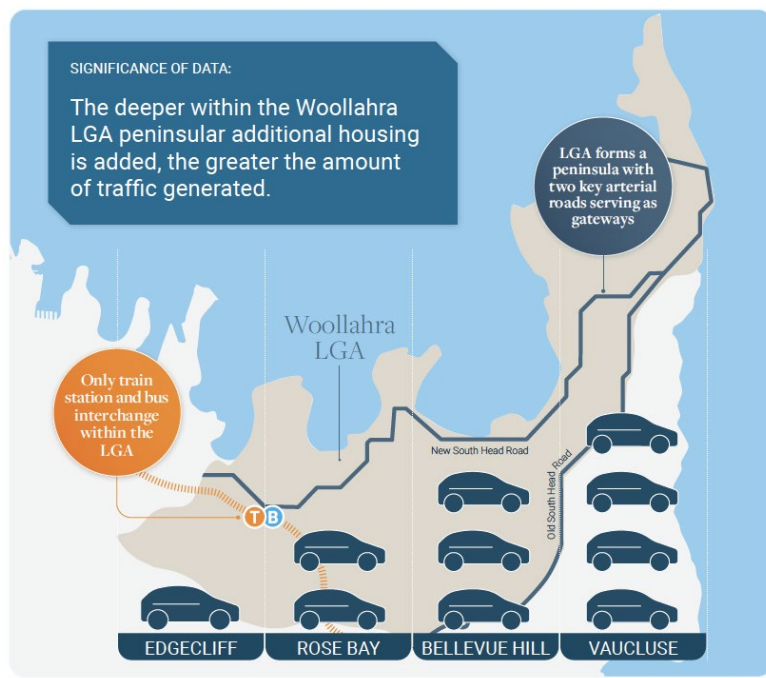 SIGNIFICANCE OF DATA:
The deeper within the Woollahra
LGA peninsular additional housing
is added, the greater the amount
of traffic generated.
LGA forms a
peninsula with
two key arterial
roads serving as
gateways
Woollahra
LGA
Only train
station and bus
interchange
within the
LGA
New South Head Road
Old South Head Road
T B
EDGECLIFF
ROSE BAY
BELLEVUE HILL
VAUCLUSE